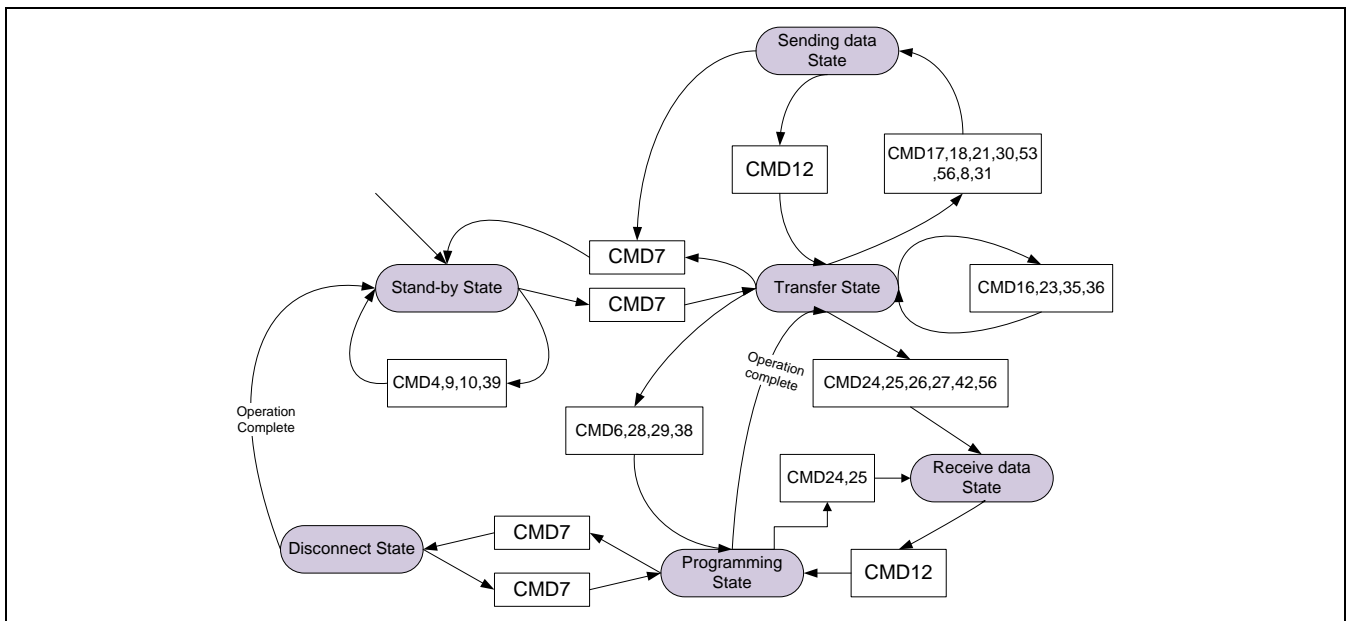 Sending data
State
CMD12
CMD17,18,21,30,53
,56,8,31
CMD7
Stand-by State
CMD7
Transfer State
CMD16,23,35,36
CMD4,9,10,39
Operation
complete
CMD24,25,26,27,42,56
Operation
Complete
CMD6,28,29,38
CMD24,25
Receive data
State
CMD7
Disconnect State
CMD7
Programming
State
CMD12